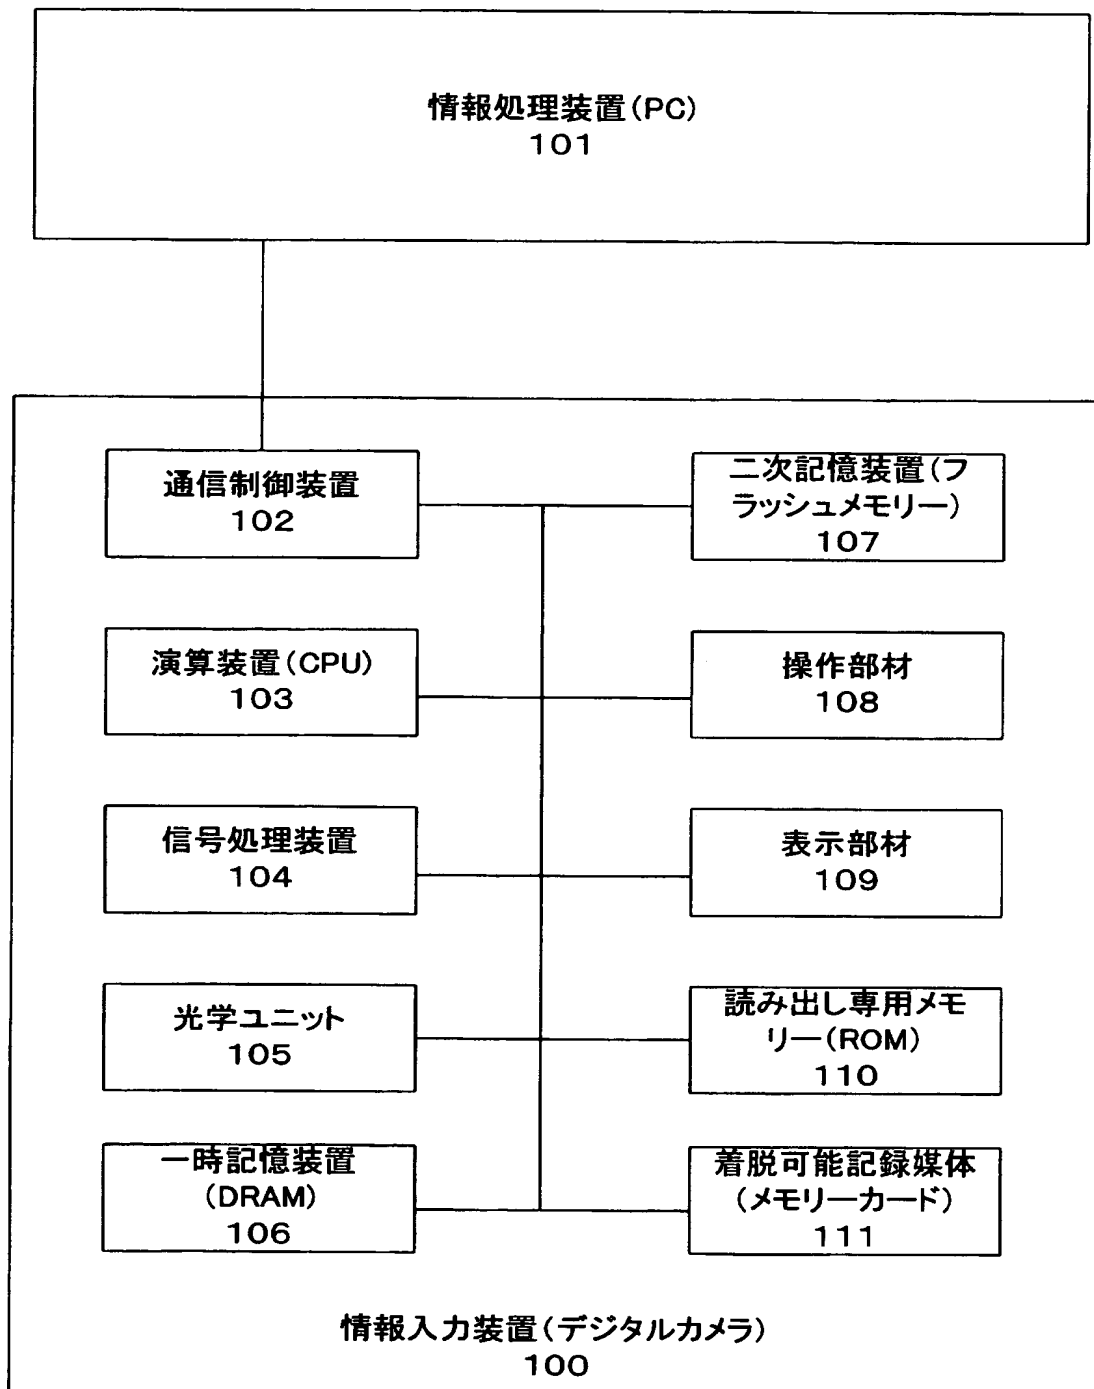 情報処理装置(PC)
101
通信制御装置
102
二次記憶装置(フ
ラッシュメモリー)
107
演算装置(CPU)
103
操作部材
108
信号処理装置
104
表示部材
109
光学ユニット
105
読み出し専用メモ
リー(ROM)
110
一時記憶装置
(DRAM)
106
着脱可能記録媒体
(メモリーカード)
111
情報入力装置(デジタルカメラ)
100